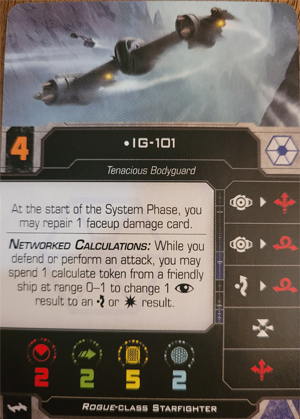 4
•IG-101
Tenacious Bodyguard
At the start of the System Phase, you
may repair 1 faceup damage card.
Networked Calculations: While you
defend or perform an attack, you may
spend 1 calculate token from a friendly
ship at range 0–1 to change 1
result to an or result.
2 2 5 2
Rogue-class Starfighter